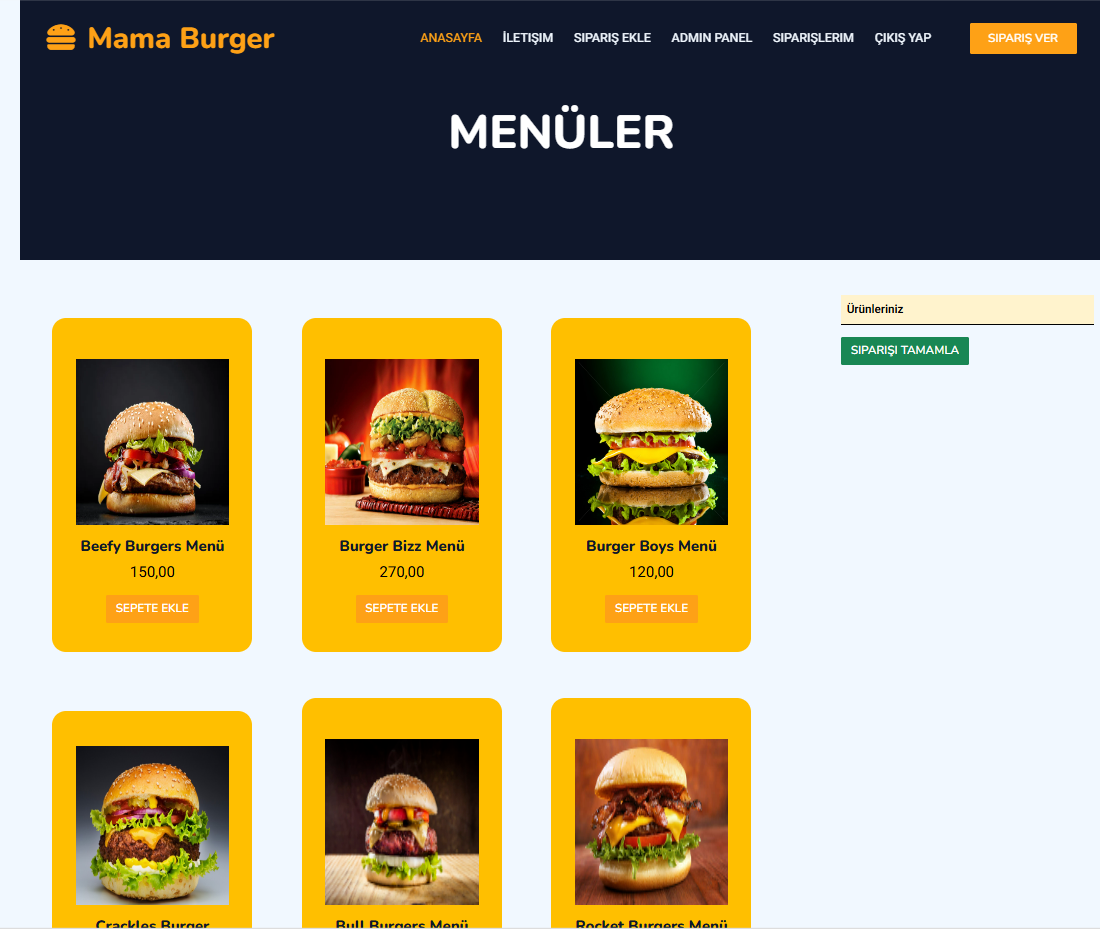 Mama Burger
ANASAYFA İLETIŞIM SIPARIŞ EKLE ADMIN PANEL SIPARIŞLERIM ÇIKIŞ YAP SIPARIŞ VER
MENÜLER
Ürünleriniz
SIPARIŞI TAMAMLA
Beefy Burgers Menü
150,00
SEPETE EKLE
Burger Bizz Menü
270,00
SEPETE EKLE
Burger Boys Menü
120,00
SEPETE EKLE
Crackles Burger
Bull Burgers Menü
Rocket Burgers Menü